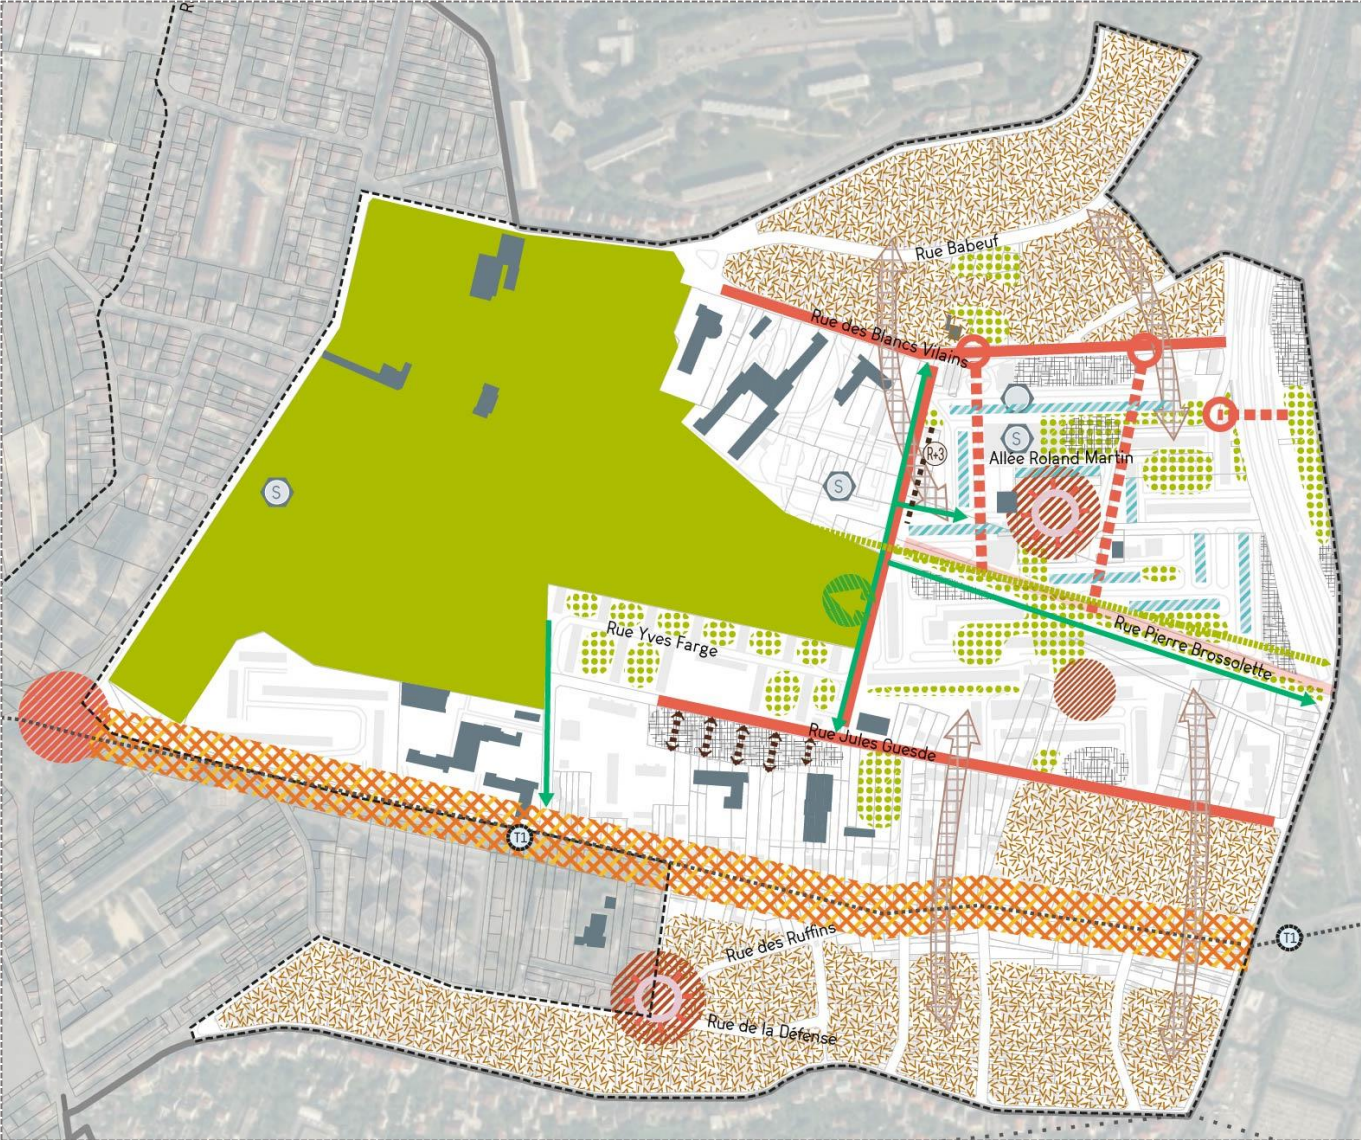 R
Rue Babeuf
Rue des Blancs Vilains
R+3
S
Allée Roland Martin
S
S
Rue Yves Farge
Rue Pierre Brossolette
Rue Jules Guesde
T1
Rue des Ruffins
T1
Rue de la Défense